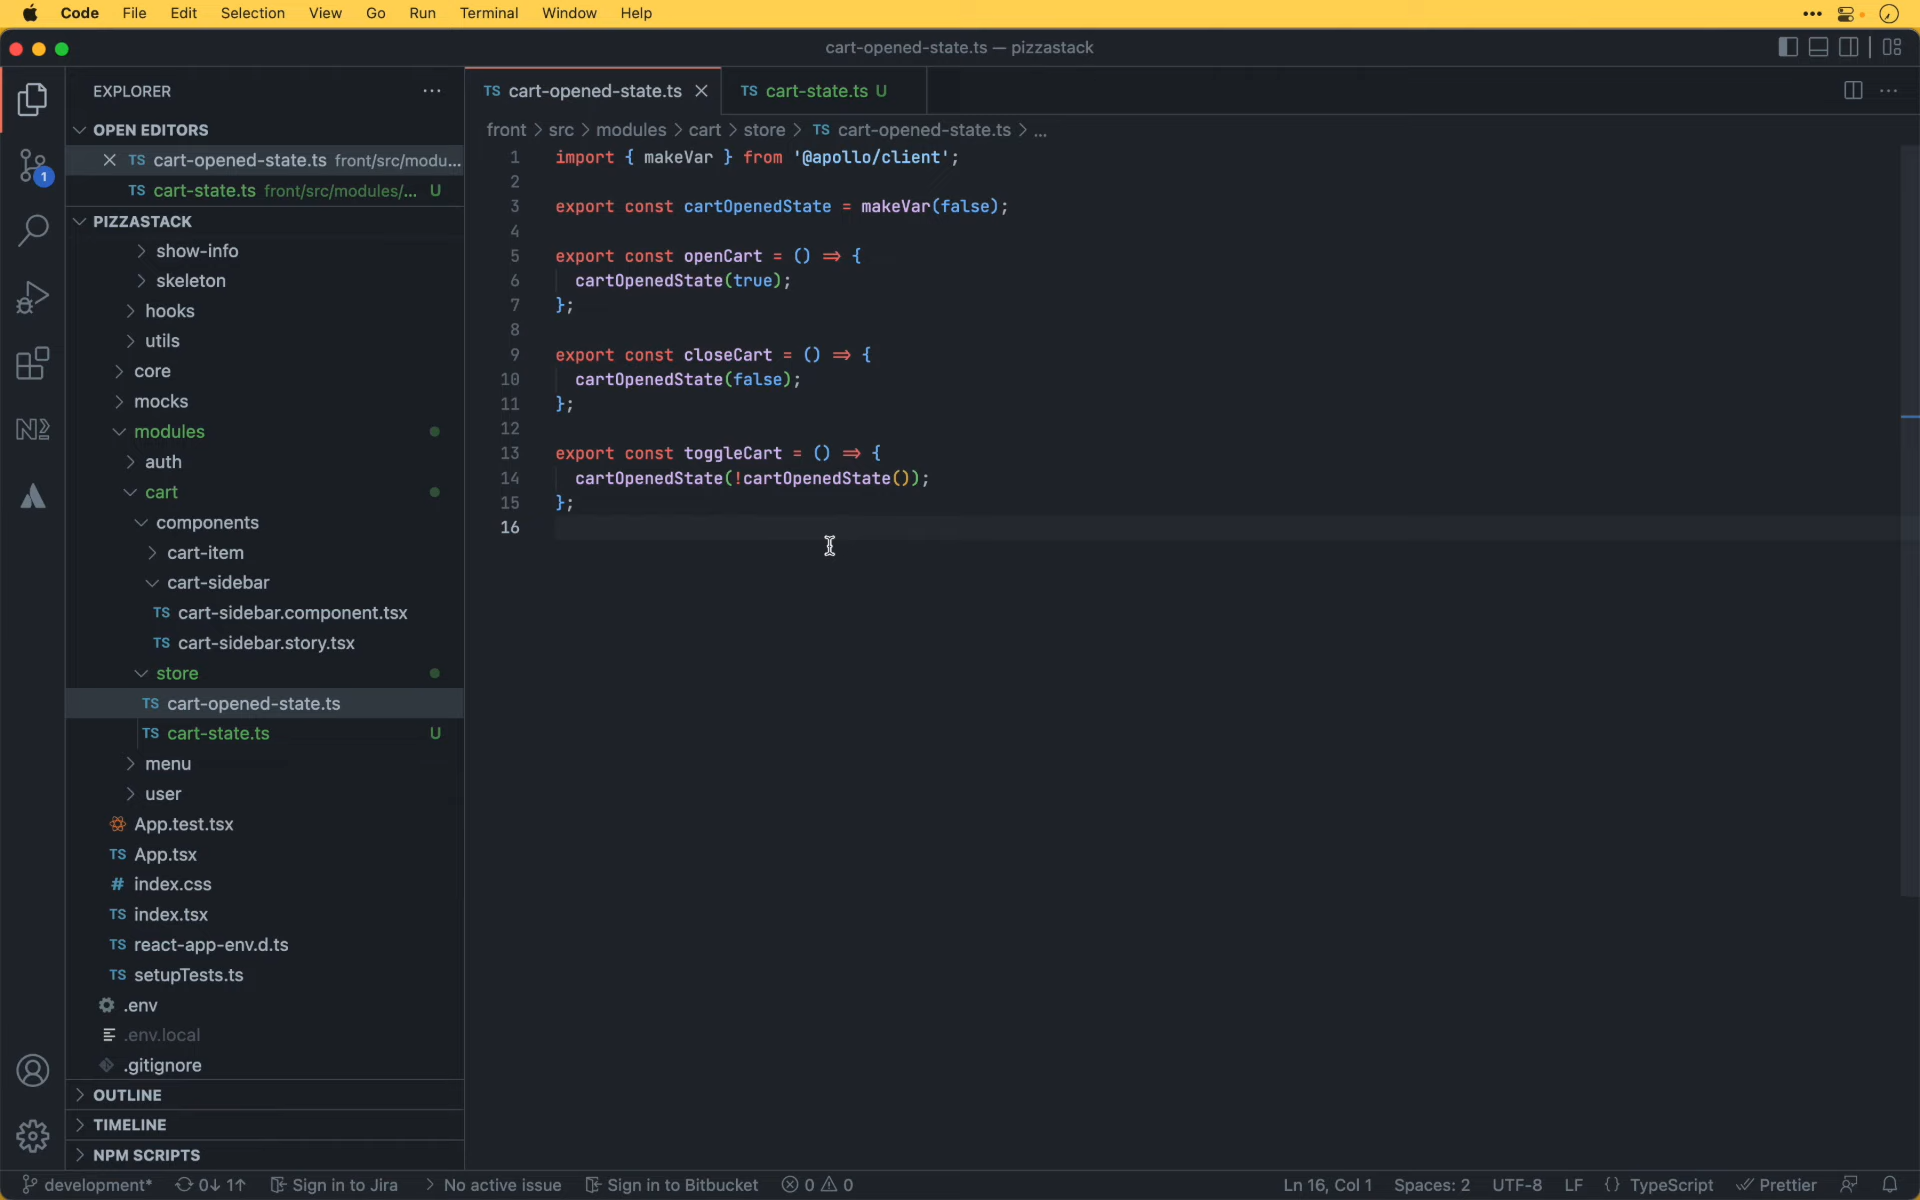 Code File Edit Selection View Go Run Terminal Window Help
cart-opened-state.ts — pizzastack
EXPLORER
OPEN EDITORS
TS cart-opened-state.ts front/src/modu...
TS cart-state.ts front/src/modules/... U
PIZZASTACK
show-info
skeleton
hooks
utils
core
mocks
modules
auth
cart
components
cart-item
cart-sidebar
TS cart-sidebar.component.tsx
TS cart-sidebar.story.tsx
store
TS cart-opened-state.ts
TS cart-state.ts U
menu
user
App.test.tsx
TS App.tsx
# index.css
TS index.tsx
TS react-app-env.d.ts
TS setupTests.ts
.env
.env.local
.gitignore
OUTLINE
TIMELINE
NPM SCRIPTS
1
TS cart-opened-state.ts
TS cart-state.ts U
front > src > modules > cart > store > TS cart-opened-state.ts > ...
1 import { makeVar } from '@apollo/client';
2
3 export const cartOpenedState = makeVar(false);
4
5 export const openCart = () => {
6 cartOpenedState(true);
7 };
8
9 export const closeCart = () => {
10 cartOpenedState(false);
11 };
12
13 export const toggleCart = () => {
14 cartOpenedState(!cartOpenedState());
15 };
16
development* 0↓ 1↑ Sign in to Jira > No active issue Sign in to Bitbucket 0 0 Ln 16, Col 1 Spaces: 2 UTF-8 LF {} TypeScript Prettier